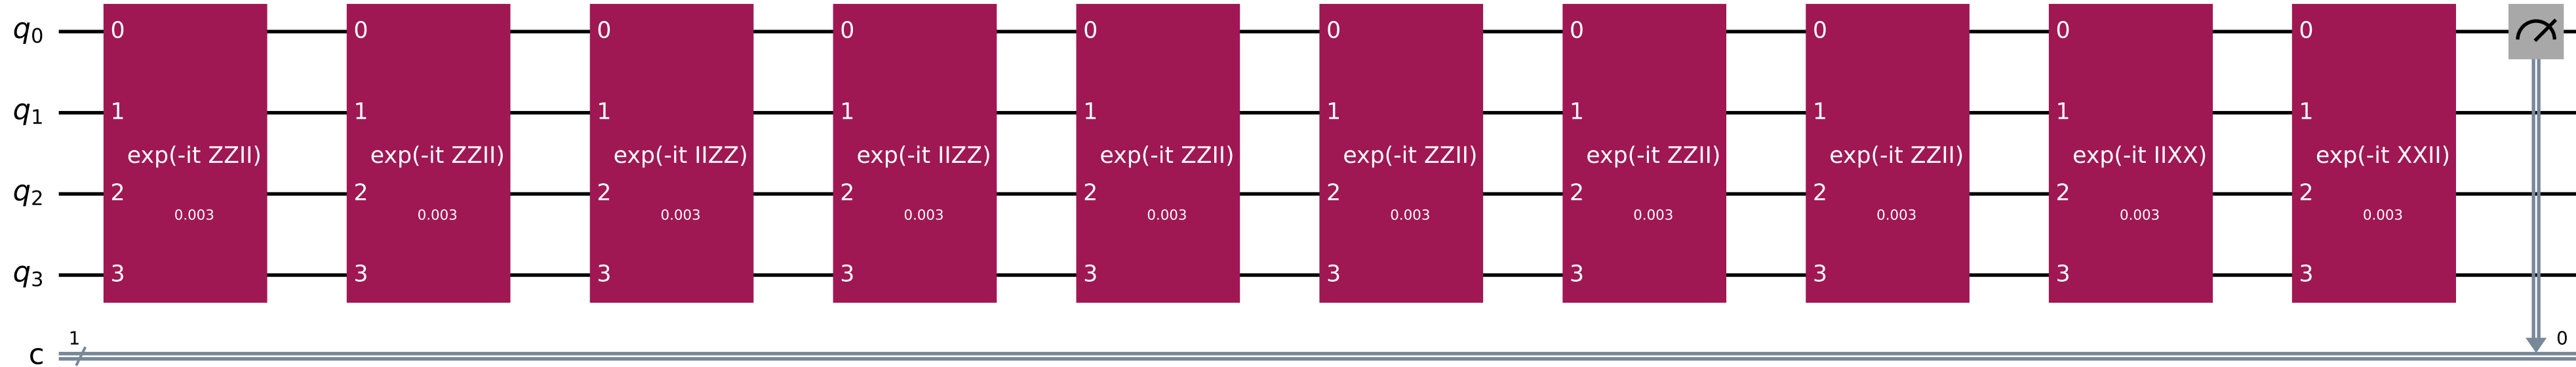 q0 0 0 0 0 0 0 0 0 0 0
q1 1 1 1 1 1 1 1 1 1 1
exp(-it ZZII) exp(-it ZZII) exp(-it IIZZ) exp(-it IIZZ) exp(-it ZZII) exp(-it ZZII) exp(-it ZZII) exp(-it ZZII) exp(-it IIXX) exp(-it XXII)
q2 2 2 2 2 2 2 2 2 2 2
0.003 0.003 0.003 0.003 0.003 0.003 0.003 0.003 0.003 0.003
q3 3 3 3 3 3 3 3 3 3 3
1 0
c